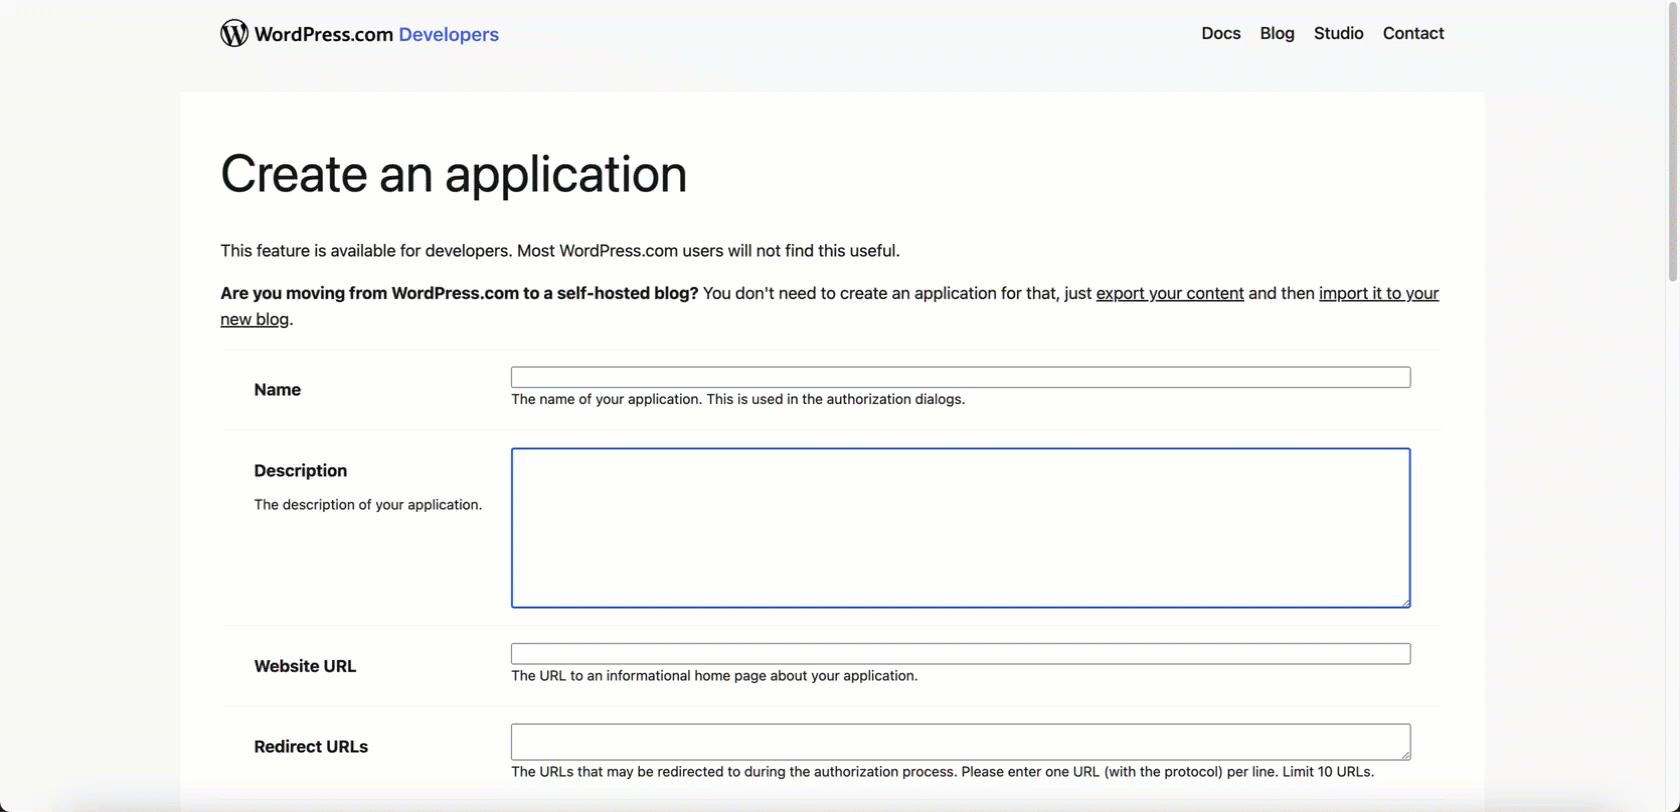 WordPress.com Developers
Docs Blog Studio Contact
Create an application
This feature is available for developers. Most WordPress.com users will not find this useful.
Are you moving from WordPress.com to a self-hosted blog? You don't need to create an application for that, just export your content and then import it to your
new blog.
Name
The name of your application. This is used in the authorization dialogs.
Description
The description of your application.
Website URL
The URL to an informational home page about your application.
Redirect URLs
The URLs that may be redirected to during the authorization process. Please enter one URL (with the protocol) per line. Limit 10 URLs.